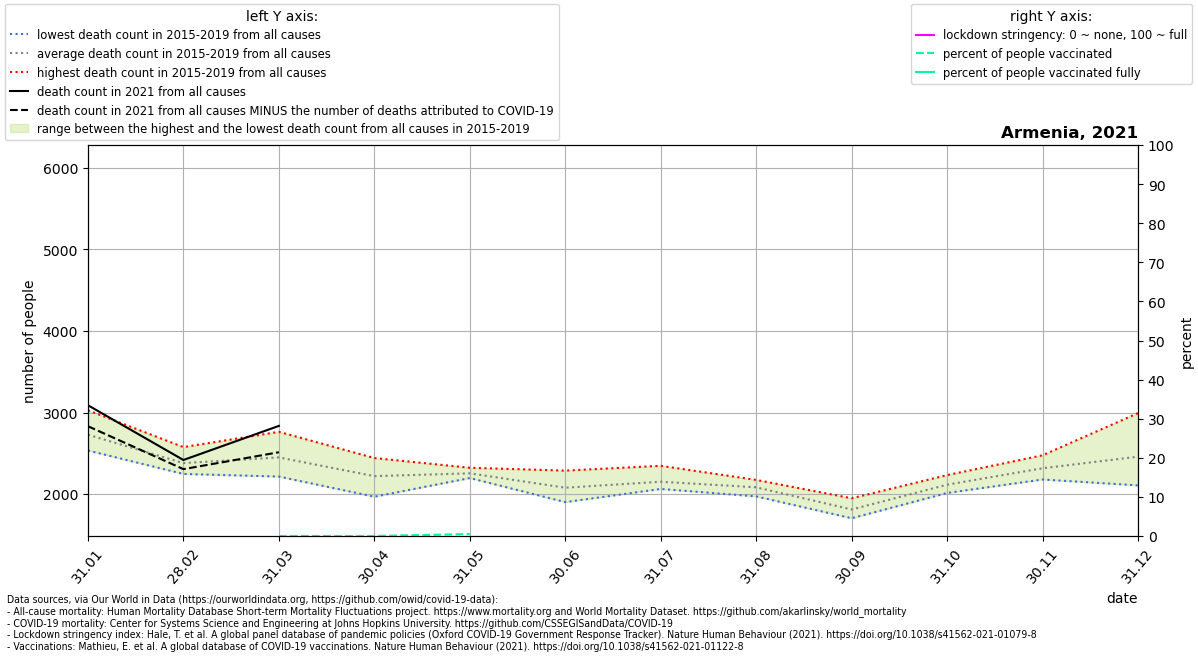 left Y axis:
lowest death count in 2015-2019 from all causes
average death count in 2015-2019 from all causes
highest death count in 2015-2019 from all causes
death count in 2021 from all causes
death count in 2021 from all causes MINUS the number of deaths attributed to COVID-19
range between the highest and the lowest death count from all causes in 2015-2019
right Y axis:
lockdown stringency: 0 ~ none, 100 ~ full
percent of people vaccinated
percent of people vaccinated fully
Armenia, 2021
number of people
6000
5000
4000
3000
2000
100
90
80
70
60
50
40
30
20
10
0
percent
31.01
28.02
31.03
30.04
31.05
30.06
31.07
31.08
30.09
31.10
30.11
31.12
date
Data sources, via Our World in Data (https://ourworldindata.org, https://github.com/owid/covid-19-data):
- All-cause mortality: Human Mortality Database Short-term Mortality Fluctuations project. https://www.mortality.org and World Mortality Dataset. https://github.com/akarlinsky/world_mortality
- COVID-19 mortality: Center for Systems Science and Engineering at Johns Hopkins University. https://github.com/CSSEGISandData/COVID-19
- Lockdown stringency index: Hale, T. et al. A global panel database of pandemic policies (Oxford COVID-19 Government Response Tracker). Nature Human Behaviour (2021). https://doi.org/10.1038/s41562-021-01079-8
- Vaccinations: Mathieu, E. et al. A global database of COVID-19 vaccinations. Nature Human Behaviour (2021). https://doi.org/10.1038/s41562-021-01122-8